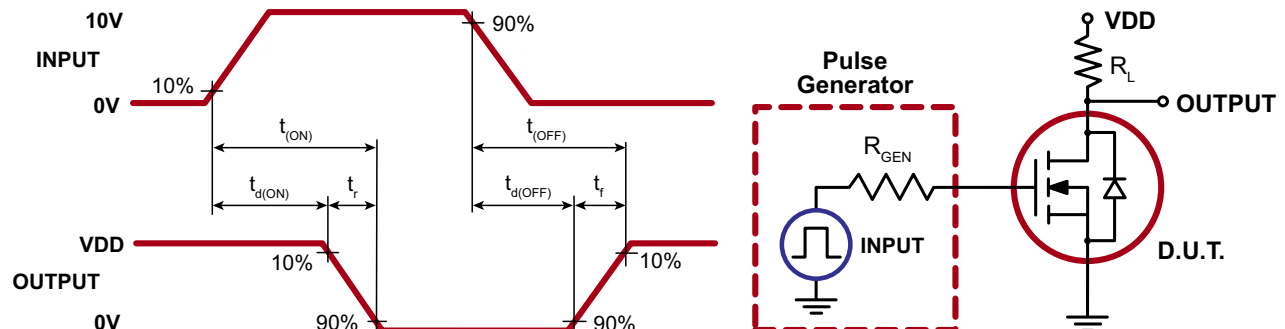 10V
INPUT
0V
10%
90%
t(ON)
t(OFF)
td(ON)
tr
td(OFF)
tf
VDD
OUTPUT
0V
10%
90%
90%
10%
Pulse
Generator
RGEN
INPUT
VDD
RL
OUTPUT
D.U.T.